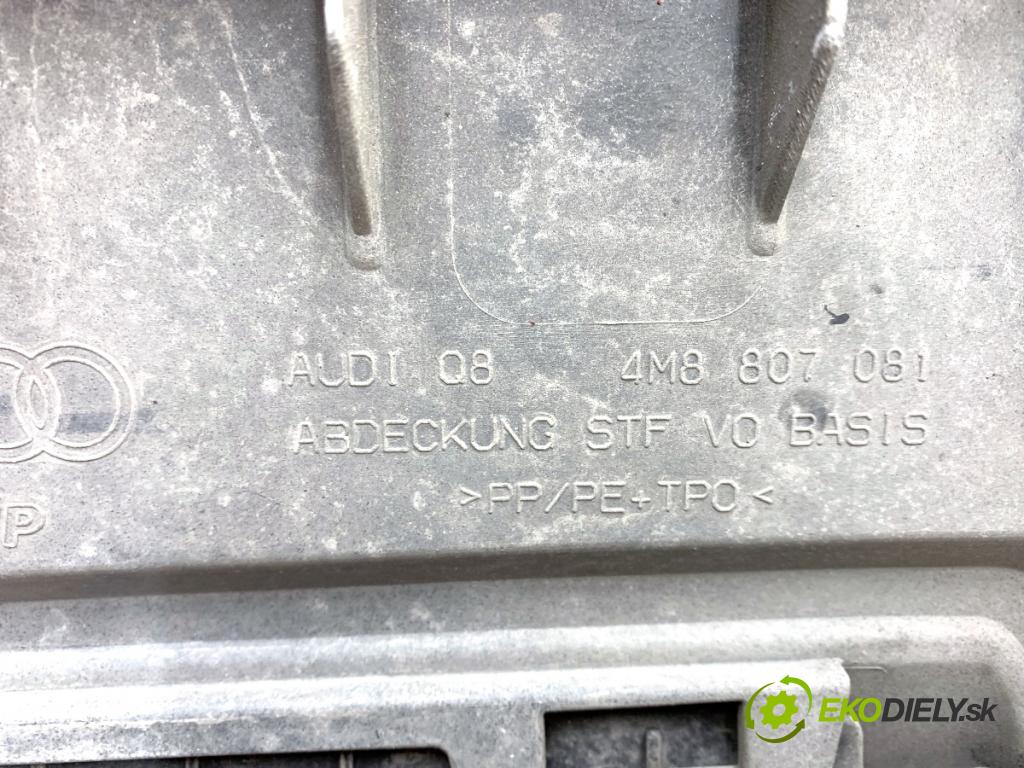 AUDI Q8 4M8 807 081
ABDECKUNG STF VO BASIS
>PP/PE+TPO<
P
EKODIELY.sk